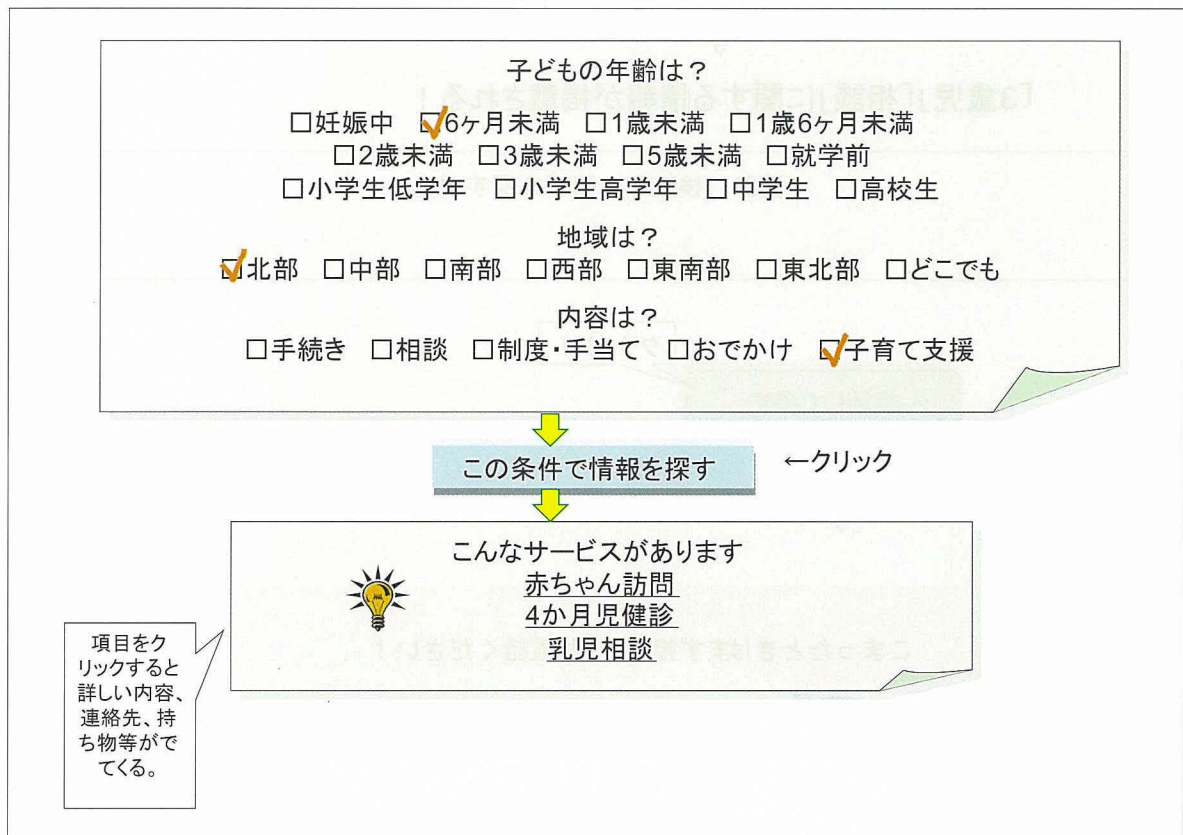 子どもの年齢は?
□妊娠中 □6ヶ月未満 □1歳未満 □1歳6ヶ月未満
□2歳未満 □3歳未満 □5歳未満 □就学前
□小学生低学年 □小学生高学年 □中学生 □高校生
地域は?
□北部 □中部 □南部 □西部 □東南部 □東北部 □どこでも
内容は?
□手続き □相談 □制度・手当て □おでかけ □子育て支援
この条件で情報を探す ←クリック
こんなサービスがあります
赤ちゃん訪問
4か月児健診
乳児相談
項目をク
リックすると
詳しい内容、
連絡先、持
ち物等がで
てくる。